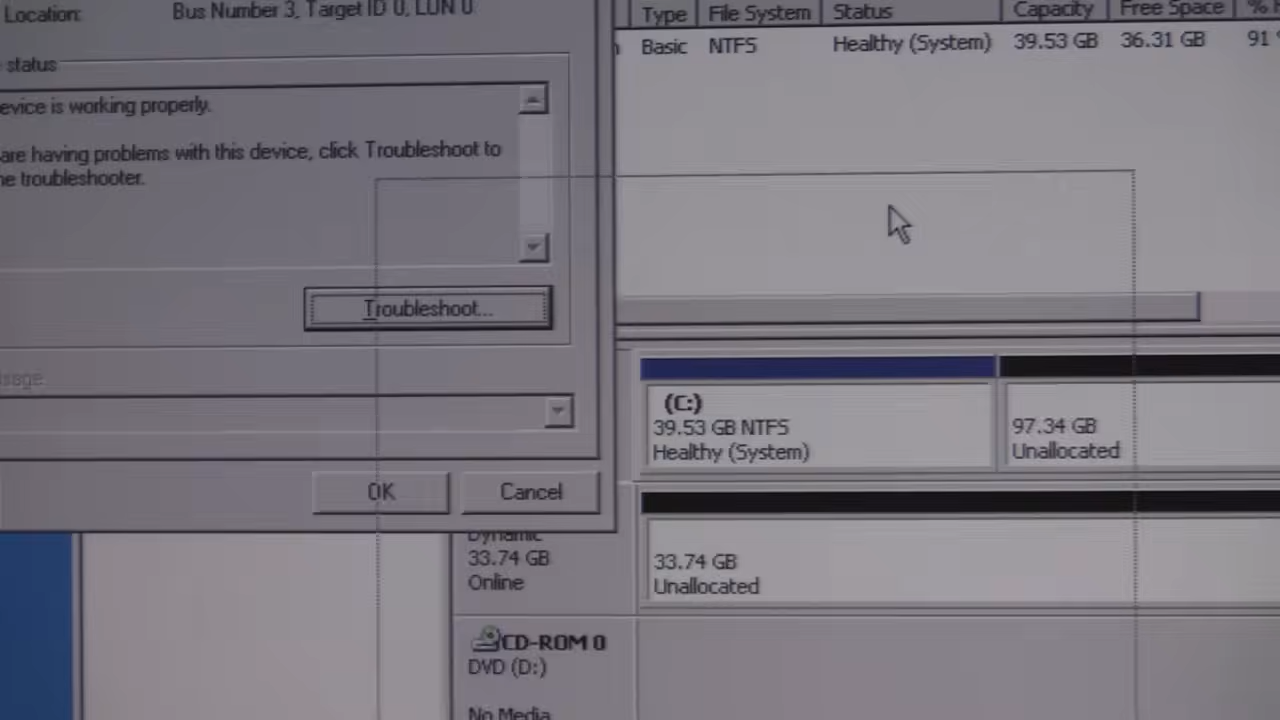 Location: Bus Number 3, Target ID 0, LUN 0
status
evice is working properly.
are having problems with this device, click Troubleshoot to
he troubleshooter.
Troubleshoot...
OK
Cancel
Type File System Status Capacity Free Space %
Basic NTFS Healthy (System) 39.53 GB 36.31 GB 91
(C:)
39.53 GB NTFS
Healthy (System)
97.34 GB
Unallocated
Dynamic
33.74 GB
Online
33.74 GB
Unallocated
CD-ROM 0
DVD (D:)
No Media